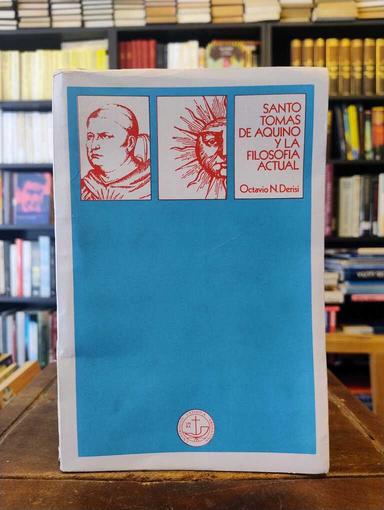 SANTO
TOMAS
DE AQUINO
Y LA
FILOSOFIA
ACTUAL
Octavio N. Derisi